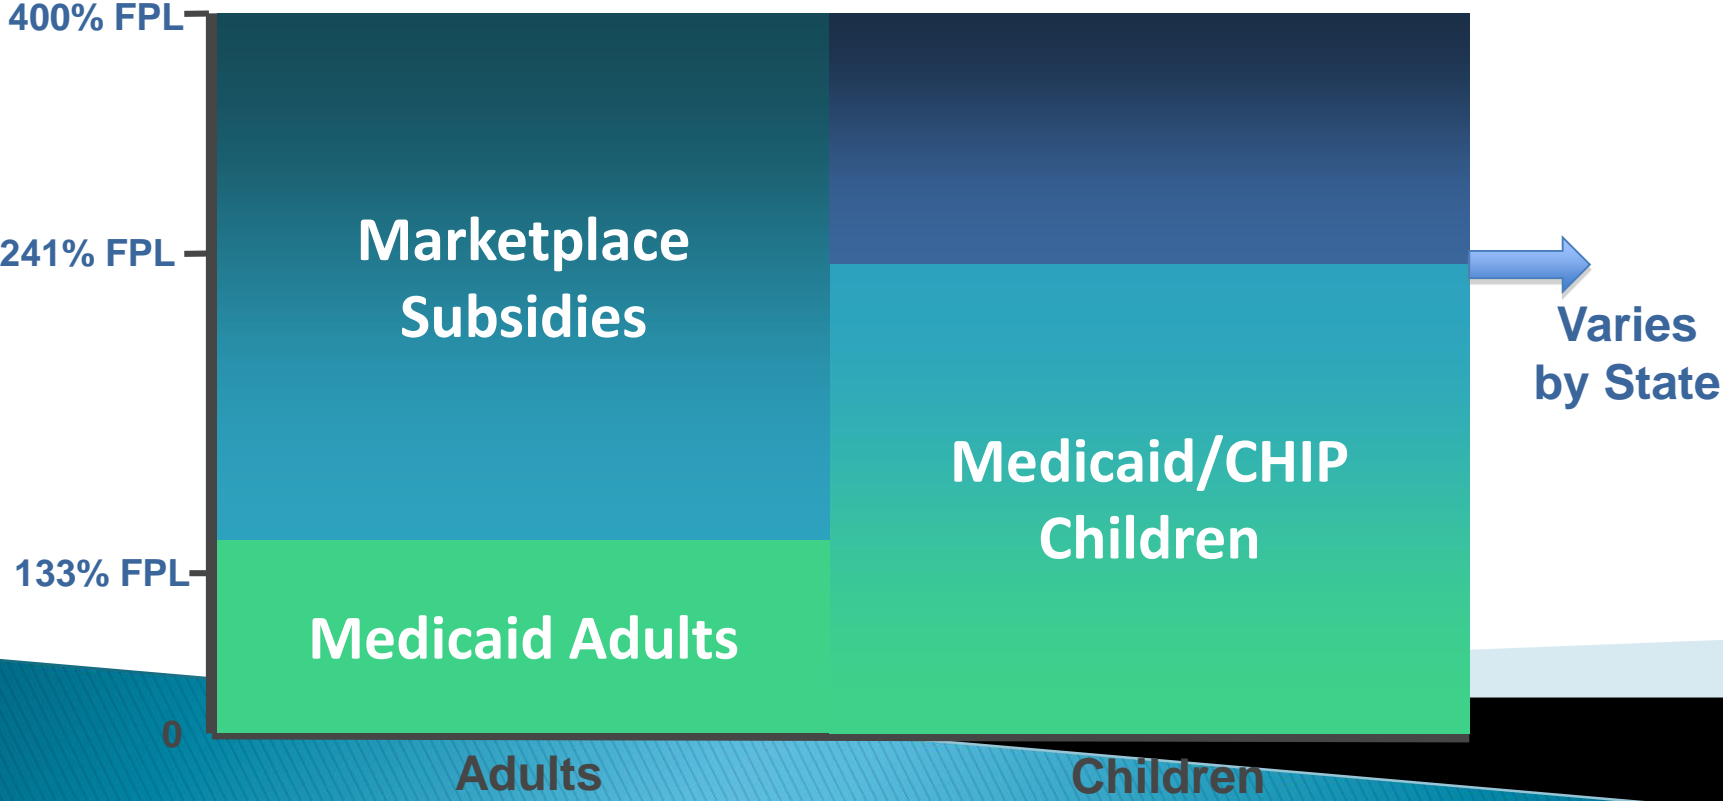 400% FPL
241% FPL
133% FPL
0
Marketplace
Subsidies
Medicaid Adults
Medicaid/CHIP
Children
Varies
by State
Adults
Children